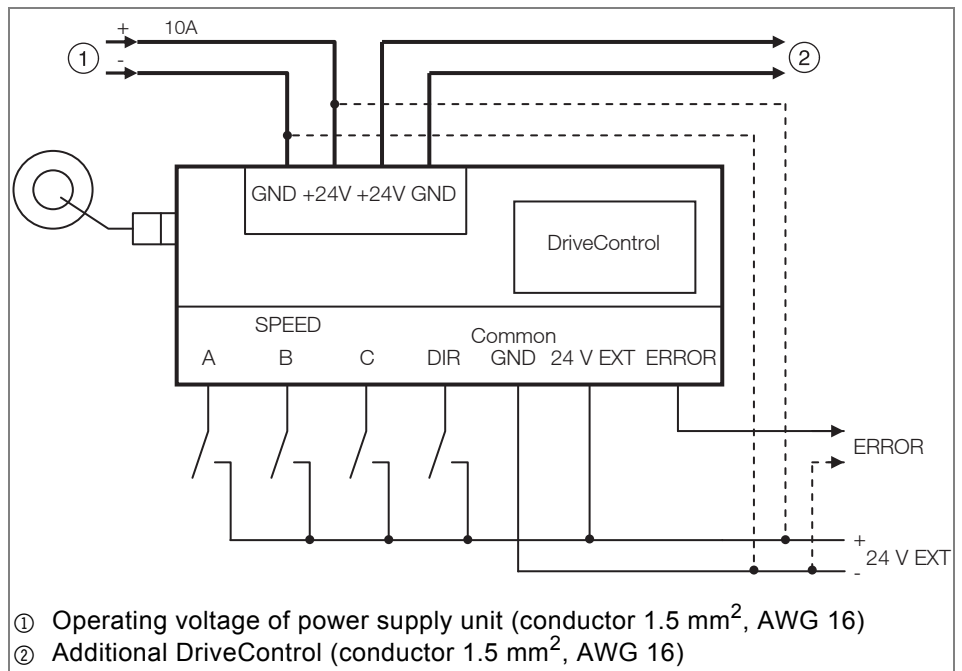 + 10A
① - ②
GND +24V +24V GND
DriveControl
SPEED
Common
A B C DIR GND 24 V EXT ERROR
ERROR
+
24 V EXT
-
① Operating voltage of power supply unit (conductor 1.5 mm², AWG 16)
② Additional DriveControl (conductor 1.5 mm², AWG 16)